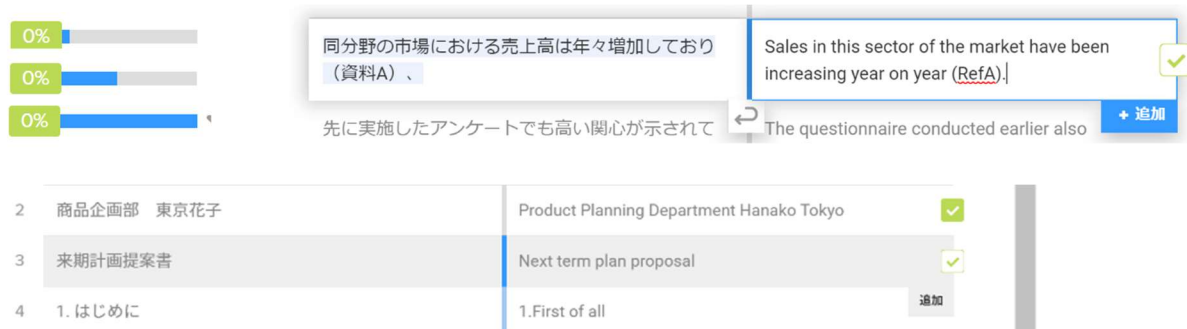 0%
0%
0%
同分野の市場における売上高は年々増加しており
（資料A）、
Sales in this sector of the market have been
increasing year on year (RefA).
+ 追加
先に実施したアンケートでも高い関心が示されて
The questionnaire conducted earlier also
2 商品企画部　東京花子 Product Planning Department Hanako Tokyo
3 来期計画提案書 Next term plan proposal
追加
4 1. はじめに 1.First of all